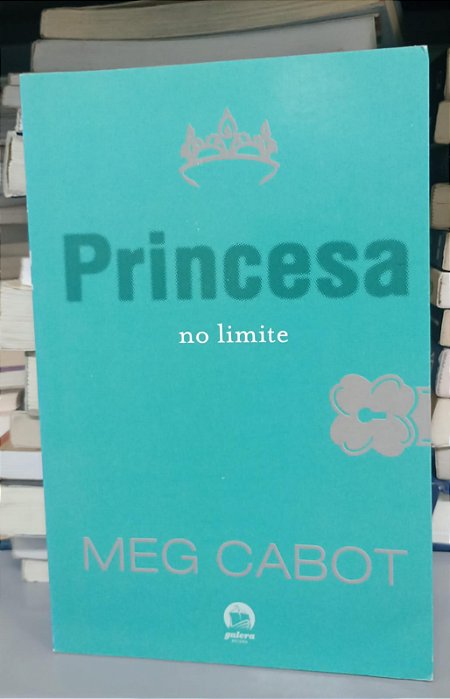 Princesa
no limite
MEG CABOT
galera